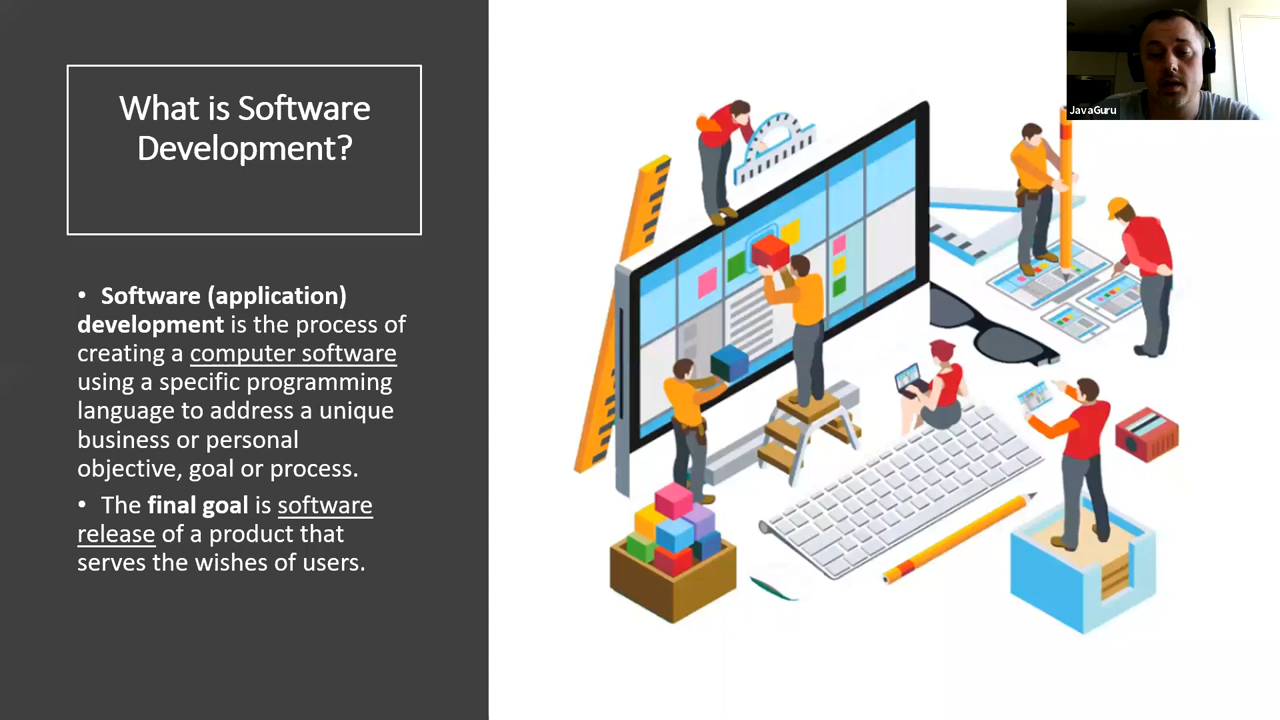 What is Software
Development?
• Software (application)
development is the process of
creating a computer software
using a specific programming
language to address a unique
business or personal
objective, goal or process.
• The final goal is software
release of a product that
serves the wishes of users.
JavaGuru